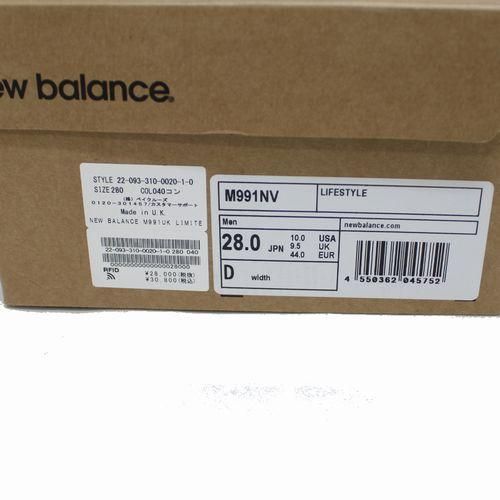 ew balance.
STYLE 22-093-310-0020-1-0
SIZE280 COL040コン
(株)ベイクルーズ
0120-301457/カスタマーサポート
Made in U.K.
NEW BALANCE M991UK LIMITE
22-093-310-0020-1-0 280 040
RFID
¥28,000(税抜)
¥30,800(税込)
M991NV
LIFESTYLE
Men
newbalance.com
28.0 JPN
10.0 USA
9.5 UK
44.0 EUR
D width
4 550362 045752